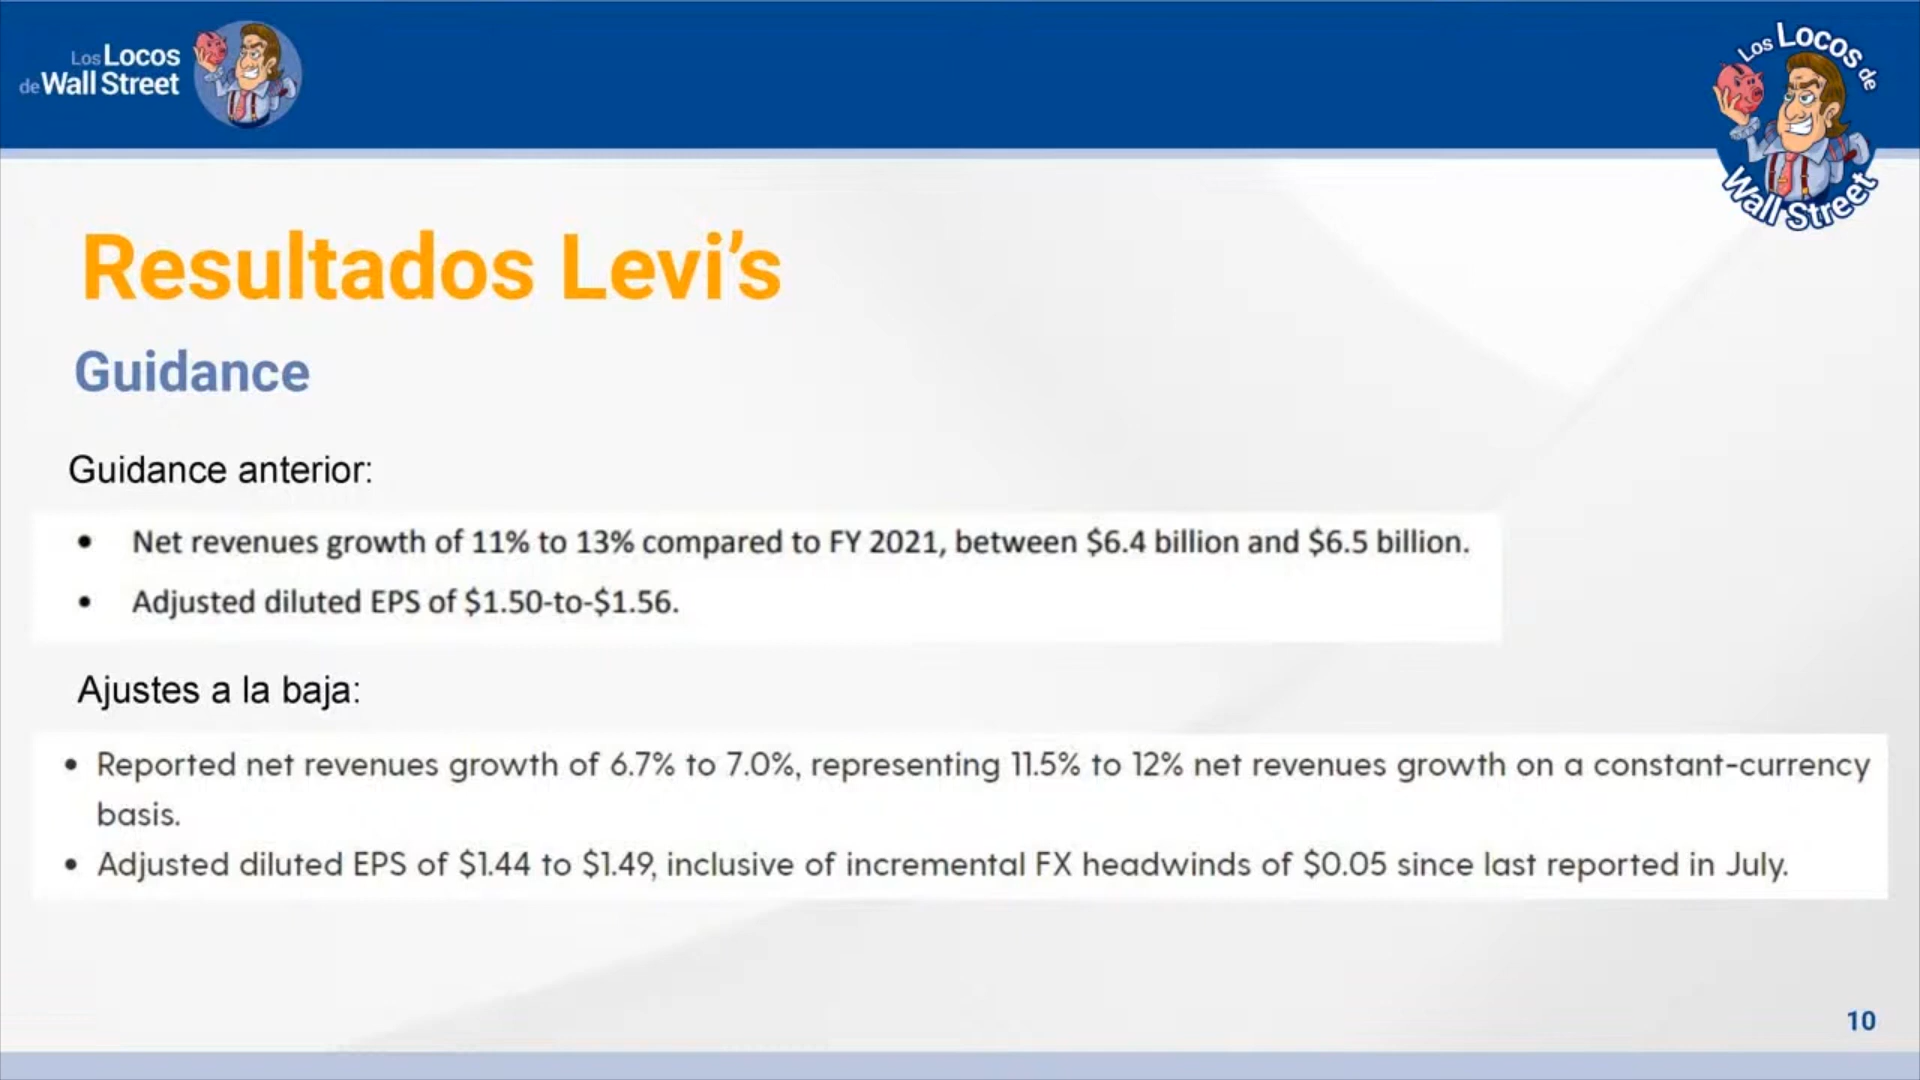 Los Locos
de Wall Street
Los Locos de
Wall Street
Resultados Levi’s
Guidance
Guidance anterior:
• Net revenues growth of 11% to 13% compared to FY 2021, between $6.4 billion and $6.5 billion.
• Adjusted diluted EPS of $1.50-to-$1.56.
Ajustes a la baja:
• Reported net revenues growth of 6.7% to 7.0%, representing 11.5% to 12% net revenues growth on a constant-currency
basis.
• Adjusted diluted EPS of $1.44 to $1.49, inclusive of incremental FX headwinds of $0.05 since last reported in July.
10